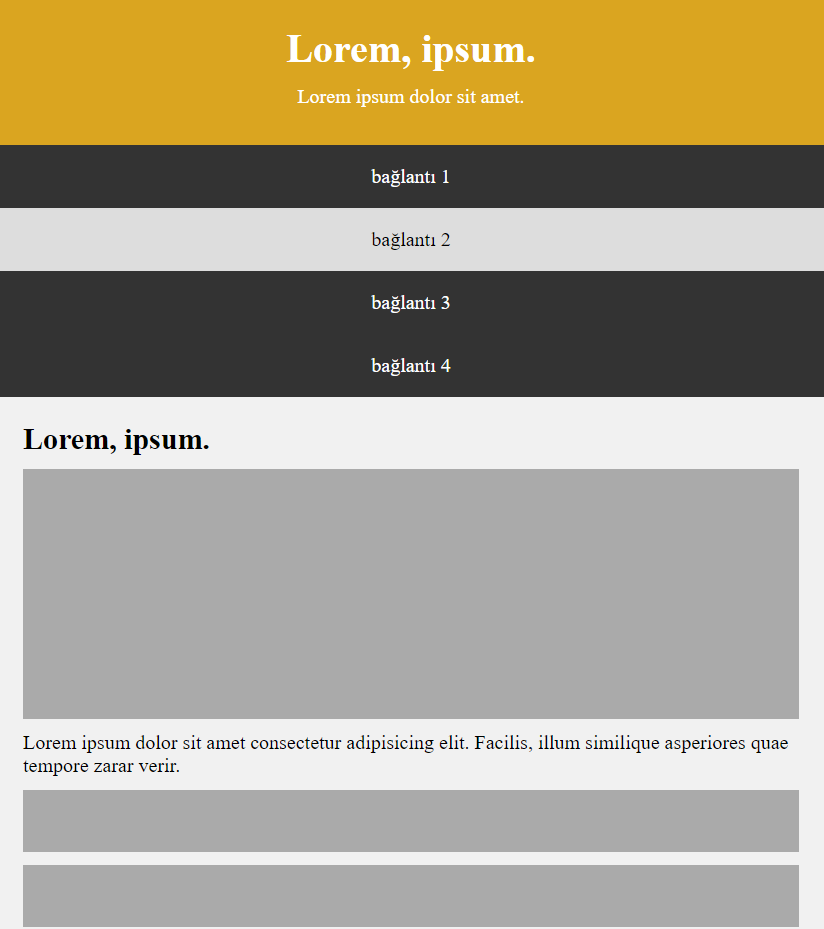 Lorem, ipsum.
Lorem ipsum dolor sit amet.
bağlantı 1
bağlantı 2
bağlantı 3
bağlantı 4
Lorem, ipsum.
Lorem ipsum dolor sit amet consectetur adipisicing elit. Facilis, illum similique asperiores quae
tempore zarar verir.